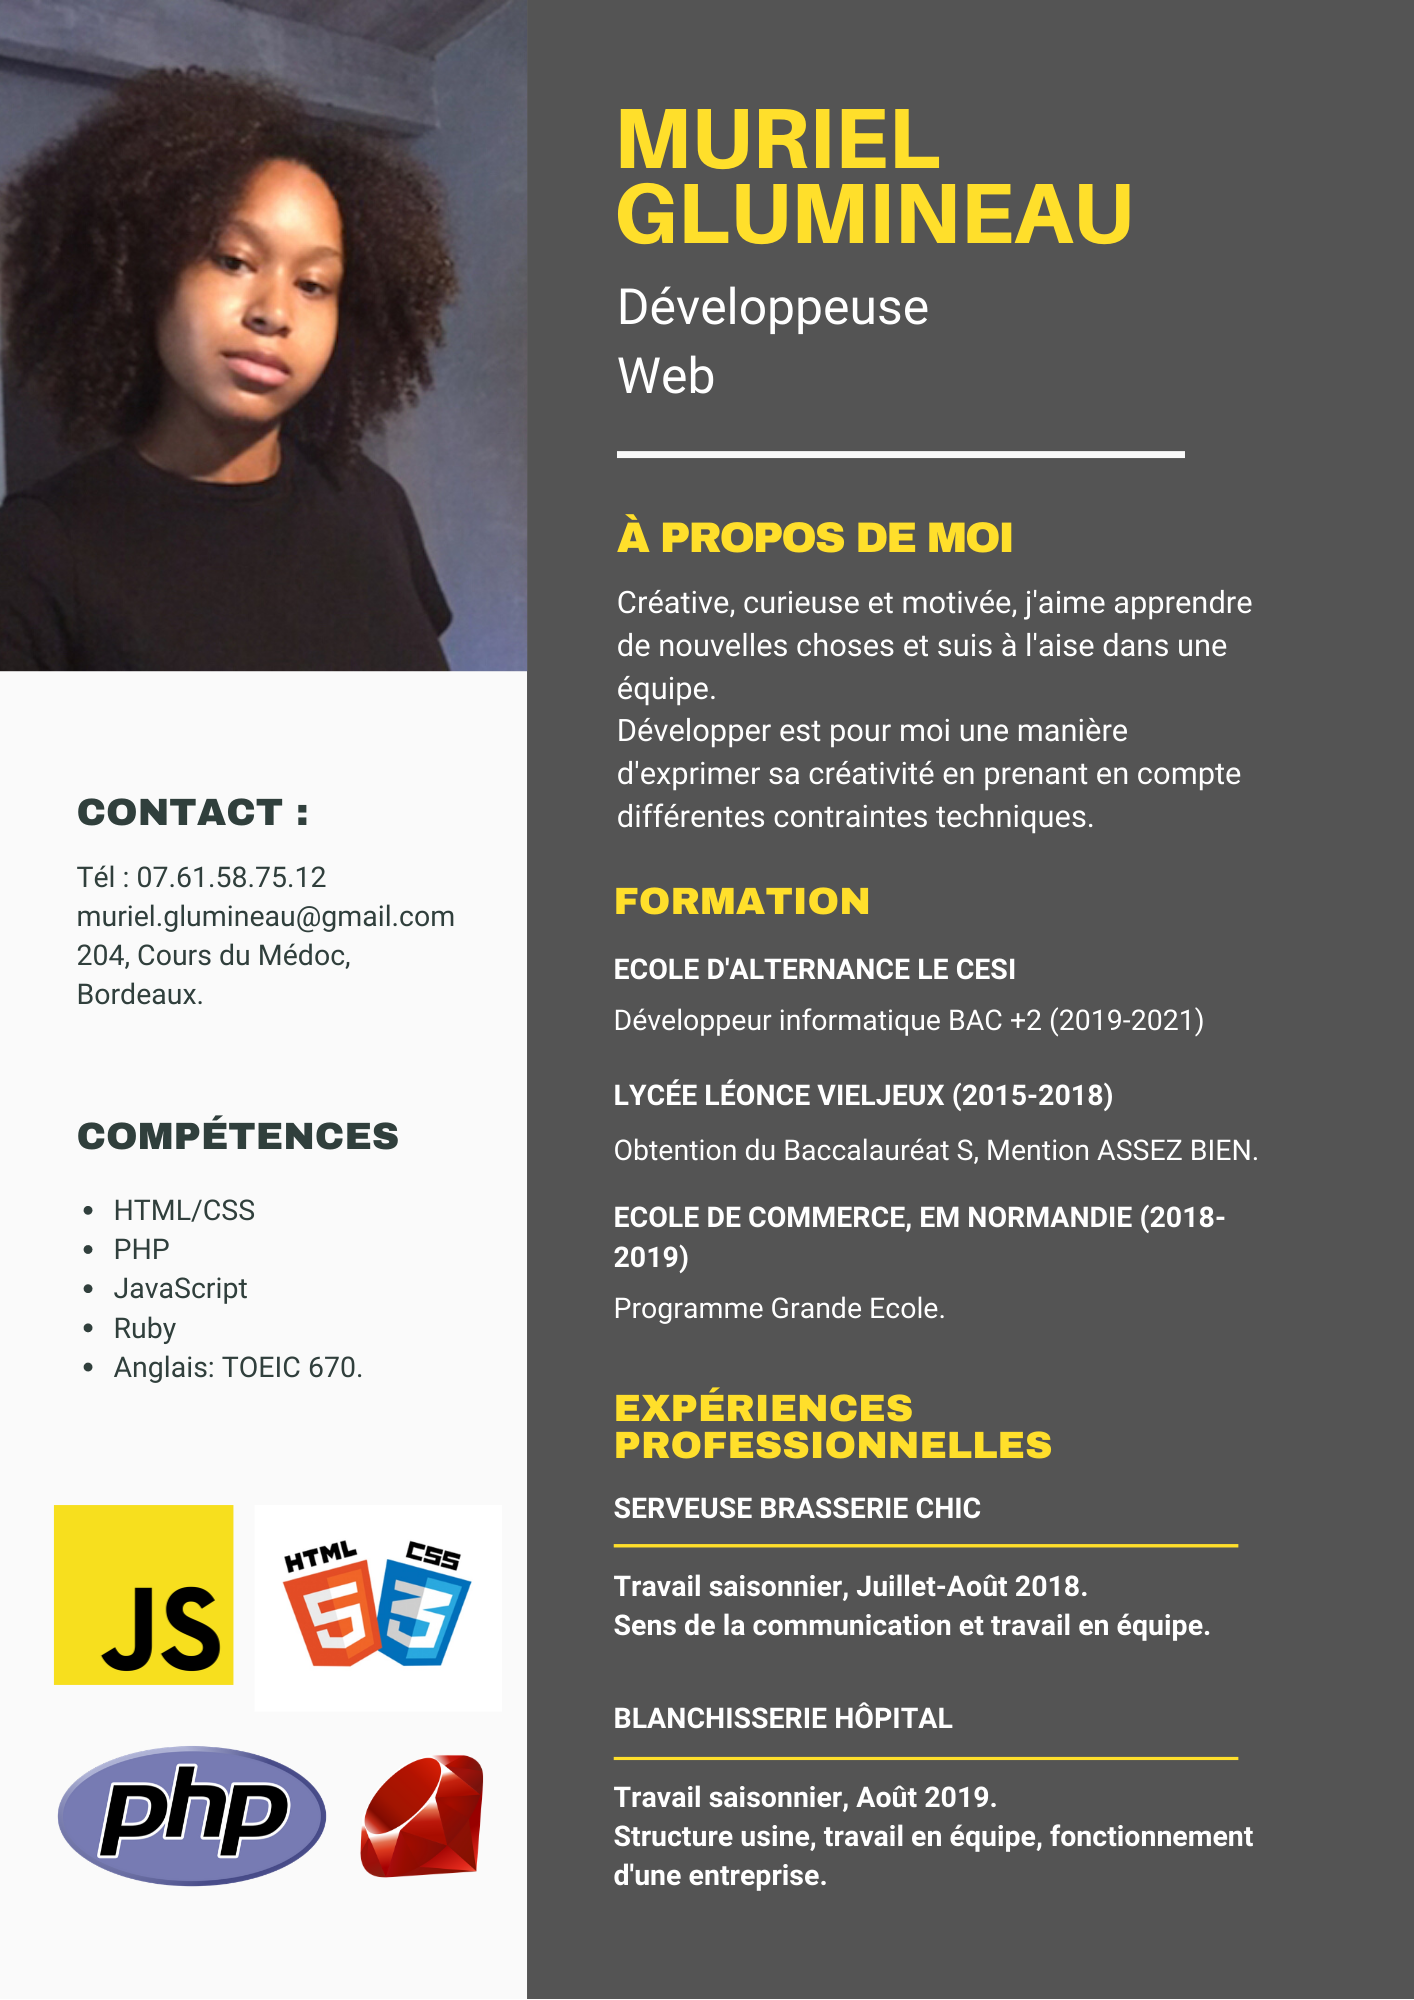 MURIEL
GLUMINEAU
Développeuse
Web
À PROPOS DE MOI
Créative, curieuse et motivée, j'aime apprendre
de nouvelles choses et suis à l'aise dans une
équipe.
Développer est pour moi une manière
d'exprimer sa créativité en prenant en compte
différentes contraintes techniques.
FORMATION
ECOLE D'ALTERNANCE LE CESI
Développeur informatique BAC +2 (2019-2021)
LYCÉE LÉONCE VIELJEUX (2015-2018)
Obtention du Baccalauréat S, Mention ASSEZ BIEN.
ECOLE DE COMMERCE, EM NORMANDIE (2018-
2019)
Programme Grande Ecole.
EXPÉRIENCES
PROFESSIONNELLES
SERVEUSE BRASSERIE CHIC
Travail saisonnier, Juillet-Août 2018.
Sens de la communication et travail en équipe.
BLANCHISSERIE HÔPITAL
Travail saisonnier, Août 2019.
Structure usine, travail en équipe, fonctionnement
d'une entreprise.
CONTACT :
Tél : 07.61.58.75.12
muriel.glumineau@gmail.com
204, Cours du Médoc,
Bordeaux.
COMPÉTENCES
• HTML/CSS
• PHP
• JavaScript
• Ruby
• Anglais: TOEIC 670.
JS
HTML CSS
5 3
php